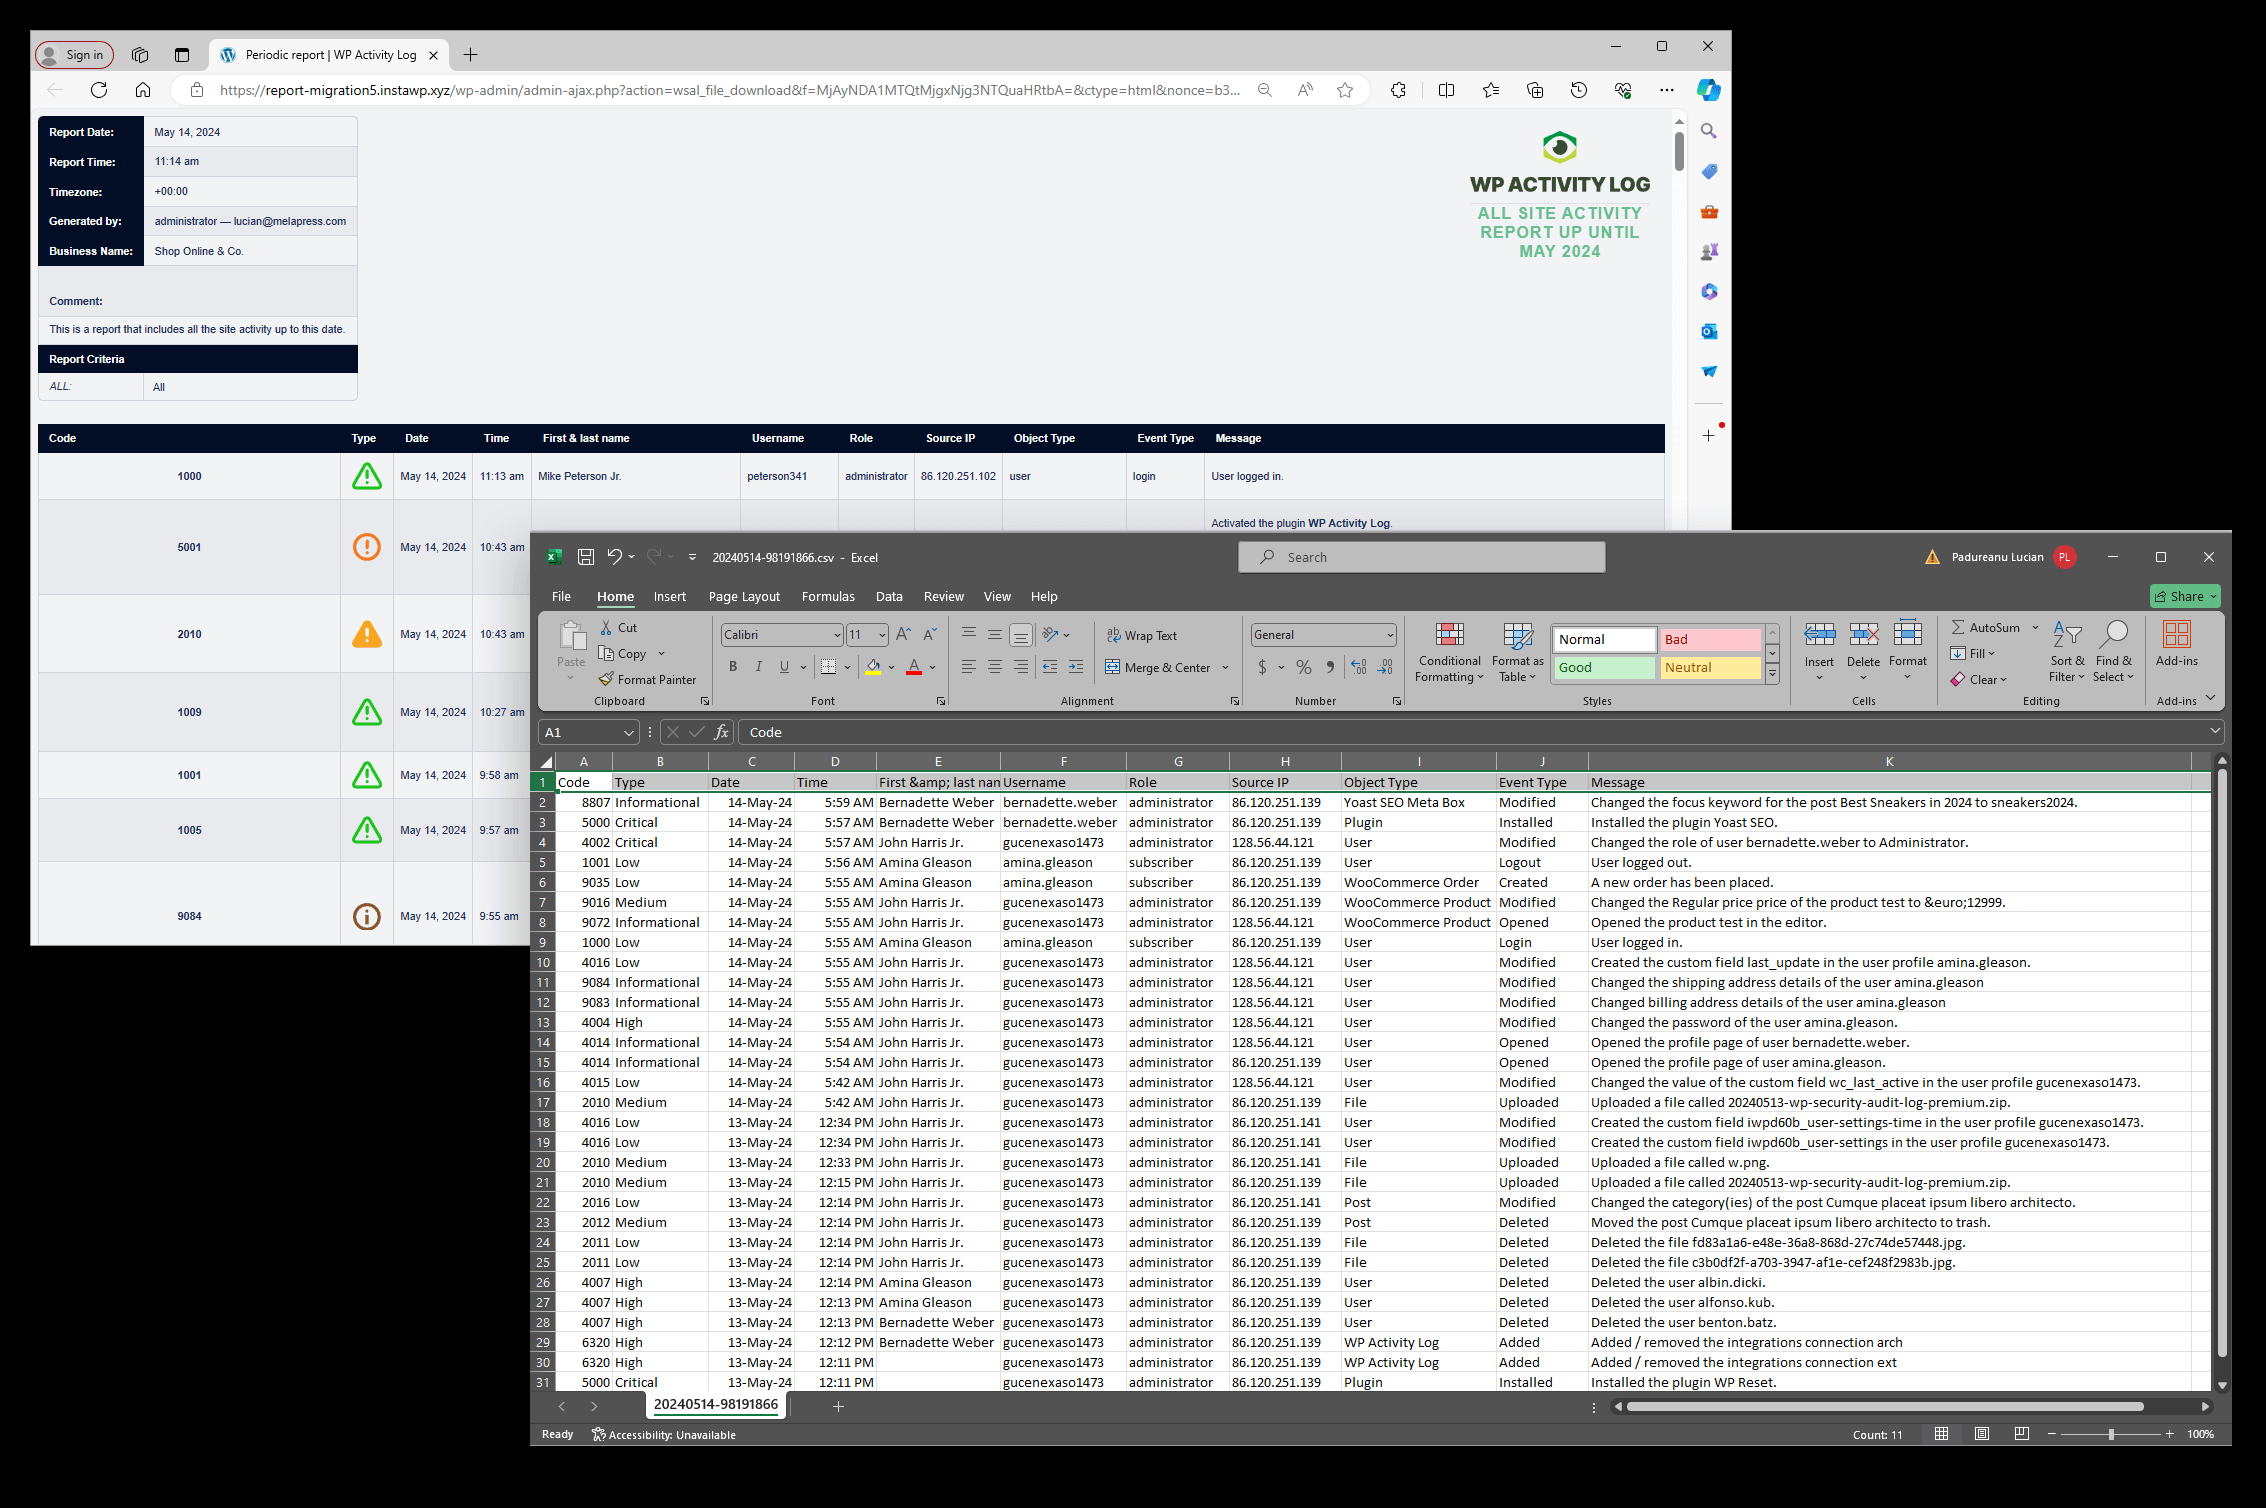 Sign in
Periodic report | WP Activity Log
https://report-migration5.instawp.xyz/wp-admin/admin-ajax.php?action=wsal_file_download&f=MjAyNDA1MTQtMjgxNjg3NTQuaHRtbA=&ctype=html&nonce=b3...
Report Date: May 14, 2024
Report Time: 11:14 am
Timezone: +00:00
Generated by: administrator — lucian@melapress.com
Business Name: Shop Online & Co.
Comment:
This is a report that includes all the site activity up to this date.
Report Criteria
ALL: All
WP ACTIVITY LOG
ALL SITE ACTIVITY
REPORT UP UNTIL
MAY 2024
Code Type Date Time First & last name Username Role Source IP Object Type Event Type Message
1000 May 14, 2024 11:13 am Mike Peterson Jr. peterson341 administrator 86.120.251.102 user login User logged in.
Activated the plugin WP Activity Log.
5001 May 14, 2024 10:43 am
2010 May 14, 2024 10:43 am
1009 May 14, 2024 10:27 am
1001 May 14, 2024 9:58 am
1005 May 14, 2024 9:57 am
9084 May 14, 2024 9:55 am
20240514-98191866.csv - Excel
Search
Padureanu Lucian PL
File Home Insert Page Layout Formulas Data Review View Help
Share
Paste
Cut
Copy
Format Painter
Clipboard
Calibri 11
B I U
Font
Wrap Text
Merge & Center
Alignment
General
$ % 
Number
Conditional Formatting
Format as Table
Normal Bad
Good Neutral
Styles
Insert Delete Format
Cells
AutoSum
Fill
Clear
Sort & Filter
Find & Select
Editing
Add-ins
Add-ins
A1 fx Code
A B C D E F G H I J K
1 Code Type Date Time First &amp; last nan Username Role Source IP Object Type Event Type Message
2 8807 Informational 14-May-24 5:59 AM Bernadette Weber bernadette.weber administrator 86.120.251.139 Yoast SEO Meta Box Modified Changed the focus keyword for the post Best Sneakers in 2024 to sneakers2024.
3 5000 Critical 14-May-24 5:57 AM Bernadette Weber bernadette.weber administrator 86.120.251.139 Plugin Installed Installed the plugin Yoast SEO.
4 4002 Critical 14-May-24 5:57 AM John Harris Jr. gucenexaso1473 administrator 128.56.44.121 User Modified Changed the role of user bernadette.weber to Administrator.
5 1001 Low 14-May-24 5:56 AM Amina Gleason amina.gleason subscriber 86.120.251.139 User Logout User logged out.
6 9035 Low 14-May-24 5:55 AM Amina Gleason amina.gleason subscriber 86.120.251.139 WooCommerce Order Created A new order has been placed.
7 9016 Medium 14-May-24 5:55 AM John Harris Jr. gucenexaso1473 administrator 86.120.251.139 WooCommerce Product Modified Changed the Regular price price of the product test to &euro;12999.
8 9072 Informational 14-May-24 5:55 AM John Harris Jr. gucenexaso1473 administrator 128.56.44.121 WooCommerce Product Opened Opened the product test in the editor.
9 1000 Low 14-May-24 5:55 AM Amina Gleason amina.gleason subscriber 86.120.251.139 User Login User logged in.
10 4016 Low 14-May-24 5:55 AM John Harris Jr. gucenexaso1473 administrator 128.56.44.121 User Modified Created the custom field last_update in the user profile amina.gleason.
11 9084 Informational 14-May-24 5:55 AM John Harris Jr. gucenexaso1473 administrator 128.56.44.121 User Modified Changed the shipping address details of the user amina.gleason
12 9083 Informational 14-May-24 5:55 AM John Harris Jr. gucenexaso1473 administrator 128.56.44.121 User Modified Changed billing address details of the user amina.gleason
13 4004 High 14-May-24 5:55 AM John Harris Jr. gucenexaso1473 administrator 128.56.44.121 User Modified Changed the password of the user amina.gleason.
14 4014 Informational 14-May-24 5:54 AM John Harris Jr. gucenexaso1473 administrator 128.56.44.121 User Opened Opened the profile page of user bernadette.weber.
15 4014 Informational 14-May-24 5:54 AM John Harris Jr. gucenexaso1473 administrator 86.120.251.139 User Opened Opened the profile page of user amina.gleason.
16 4015 Low 14-May-24 5:42 AM John Harris Jr. gucenexaso1473 administrator 128.56.44.121 User Modified Changed the value of the custom field wc_last_active in the user profile gucenexaso1473.
17 2010 Medium 14-May-24 5:42 AM John Harris Jr. gucenexaso1473 administrator 86.120.251.139 File Uploaded Uploaded a file called 20240513-wp-security-audit-log-premium.zip.
18 4016 Low 13-May-24 12:34 PM John Harris Jr. gucenexaso1473 administrator 86.120.251.141 User Modified Created the custom field iwpd60b_user-settings-time in the user profile gucenexaso1473.
19 4016 Low 13-May-24 12:34 PM John Harris Jr. gucenexaso1473 administrator 86.120.251.141 User Modified Created the custom field iwpd60b_user-settings in the user profile gucenexaso1473.
20 2010 Medium 13-May-24 12:33 PM John Harris Jr. gucenexaso1473 administrator 86.120.251.141 File Uploaded Uploaded a file called w.png.
21 2010 Medium 13-May-24 12:15 PM John Harris Jr. gucenexaso1473 administrator 86.120.251.139 File Uploaded Uploaded a file called 20240513-wp-security-audit-log-premium.zip.
22 2016 Low 13-May-24 12:14 PM John Harris Jr. gucenexaso1473 administrator 86.120.251.141 Post Modified Changed the category(ies) of the post Cumque placeat ipsum libero architecto.
23 2012 Medium 13-May-24 12:14 PM John Harris Jr. gucenexaso1473 administrator 86.120.251.139 Post Deleted Moved the post Cumque placeat ipsum libero architecto to trash.
24 2011 Low 13-May-24 12:14 PM John Harris Jr. gucenexaso1473 administrator 86.120.251.139 File Deleted Deleted the file fd83a1a6-e48e-36a8-868d-27c74de57448.jpg.
25 2011 Low 13-May-24 12:14 PM John Harris Jr. gucenexaso1473 administrator 86.120.251.139 File Deleted Deleted the file c3b0df2f-a703-3947-af1e-cef248f2983b.jpg.
26 4007 High 13-May-24 12:14 PM Amina Gleason gucenexaso1473 administrator 86.120.251.139 User Deleted Deleted the user albin.dicki.
27 4007 High 13-May-24 12:13 PM Amina Gleason gucenexaso1473 administrator 86.120.251.139 User Deleted Deleted the user alfonso.kub.
28 4007 High 13-May-24 12:13 PM Bernadette Weber gucenexaso1473 administrator 86.120.251.139 User Deleted Deleted the user benton.batz.
29 6320 High 13-May-24 12:12 PM Bernadette Weber gucenexaso1473 administrator 86.120.251.139 WP Activity Log Added Added / removed the integrations connection arch
30 6320 High 13-May-24 12:11 PM gucenexaso1473 administrator 86.120.251.139 WP Activity Log Added Added / removed the integrations connection ext
31 5000 Critical 13-May-24 12:11 PM gucenexaso1473 administrator 86.120.251.139 Plugin Installed Installed the plugin WP Reset.
20240514-98191866
Ready Accessibility: Unavailable Count: 11 100%